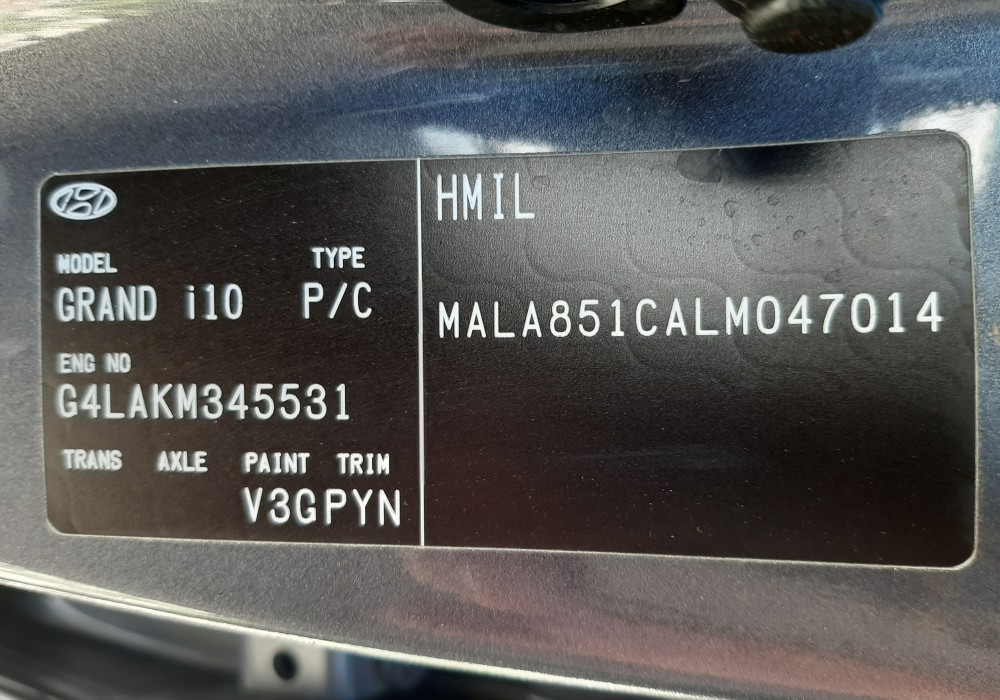 MODEL TYPE
GRAND i10 P/C
ENG NO
G4LAKM345531
TRANS AXLE PAINT TRIM
V3GPYN
HMIL
MALA851CALM047014